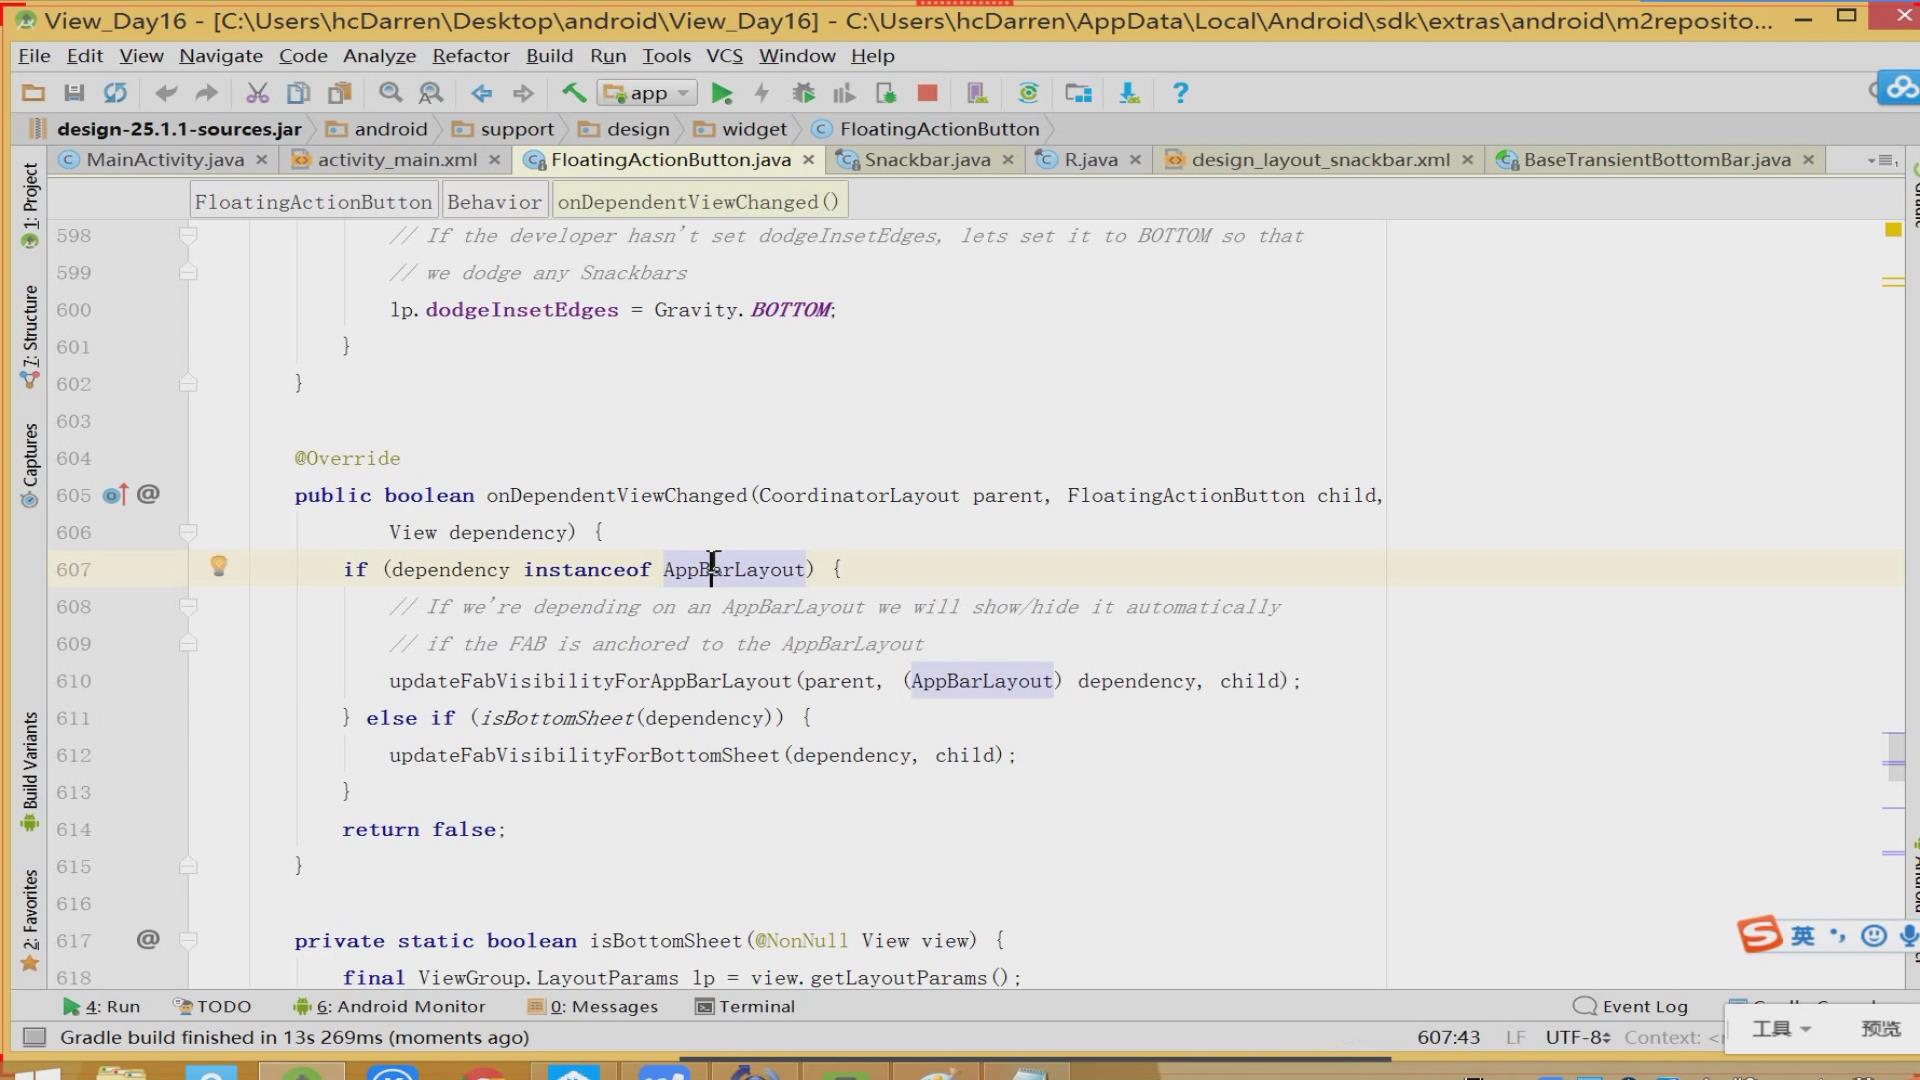 View_Day16 - [C:\Users\hcDarren\Desktop\android\View_Day16] - C:\Users\hcDarren\AppData\Local\Android\sdk\extras\android\m2reposito...
File Edit View Navigate Code Analyze Refactor Build Run Tools VCS Window Help
app
design-25.1.1-sources.jar android support design widget FloatingActionButton
MainActivity.java activity_main.xml FloatingActionButton.java Snackbar.java R.java design_layout_snackbar.xml BaseTransientBottomBar.java
FloatingActionButton Behavior onDependentViewChanged()
1: Project
7: Structure
Captures
Build Variants
2: Favorites
598 // If the developer hasn't set dodgeInsetEdges, lets set it to BOTTOM so that
599 // we dodge any Snackbars
600 lp.dodgeInsetEdges = Gravity.BOTTOM;
601 }
602 }
603
604 @Override
605 public boolean onDependentViewChanged(CoordinatorLayout parent, FloatingActionButton child,
606 View dependency) {
607 if (dependency instanceof AppBarLayout) {
608 // If we're depending on an AppBarLayout we will show/hide it automatically
609 // if the FAB is anchored to the AppBarLayout
610 updateFabVisibilityForAppBarLayout(parent, (AppBarLayout) dependency, child);
611 } else if (isBottomSheet(dependency)) {
612 updateFabVisibilityForBottomSheet(dependency, child);
613 }
614 return false;
615 }
616
617 private static boolean isBottomSheet(@NonNull View view) {
618 final ViewGroup.LayoutParams lp = view.getLayoutParams();
英
4: Run TODO 6: Android Monitor 0: Messages Terminal Event Log
Gradle build finished in 13s 269ms (moments ago) 607:43 LF UTF-8 Context:
工具 预览